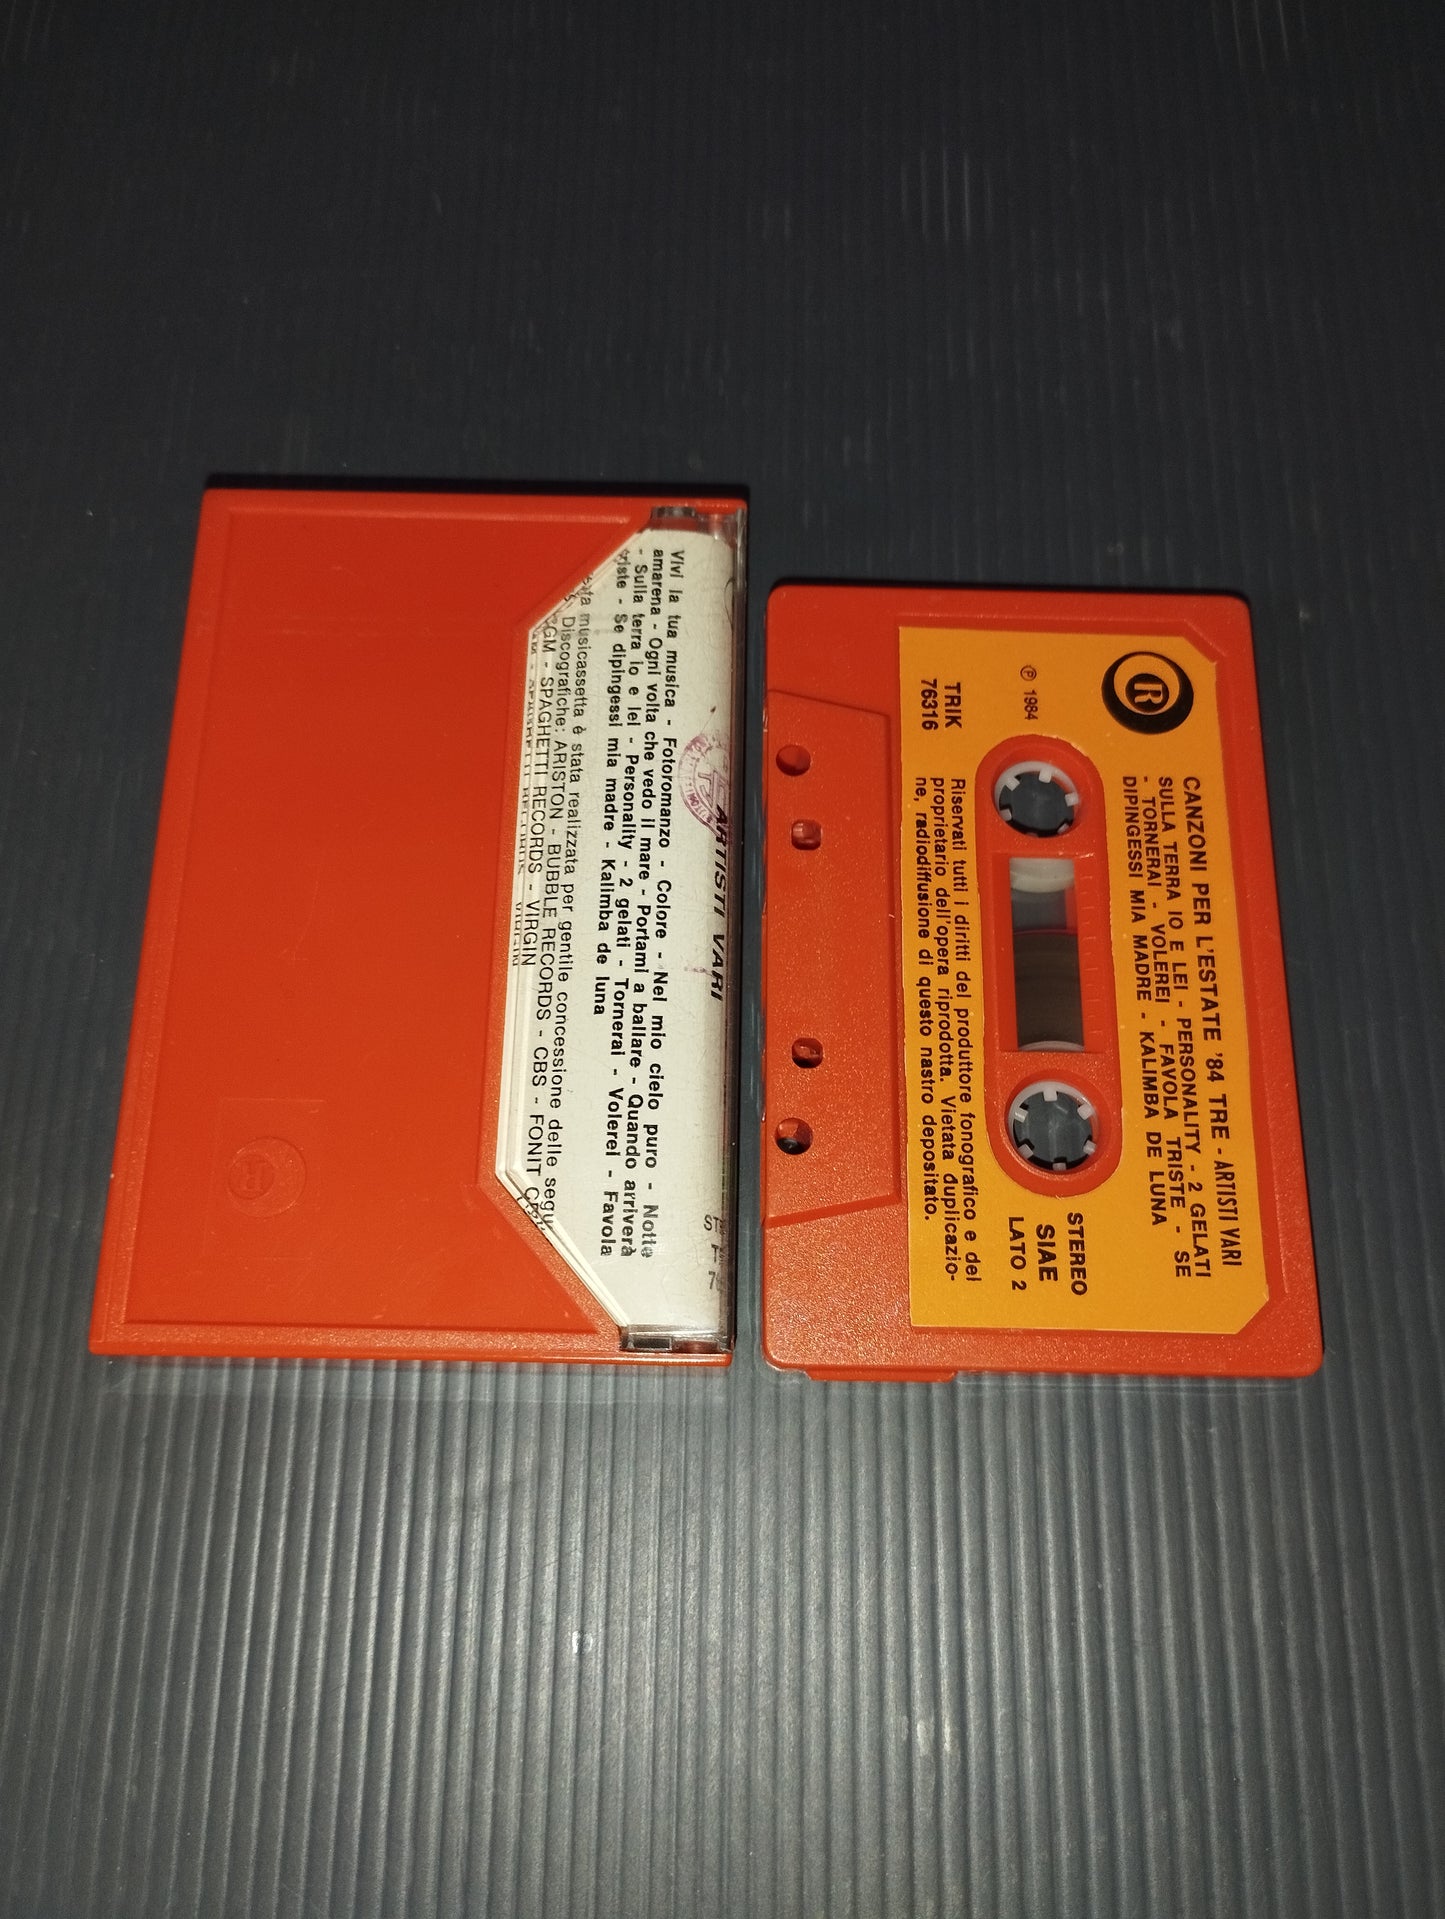 ARTISTI VARI
Vivi la tua musica - Fotoromanzo - Colore - Nel mio cielo puro - Notte
amarena - Ogni volta che vedo il mare - Portami a ballare - Quando arriverà
- Sulla terra io e lei - Personality - 2 gelati - Tornerai - Volerei - Favola
triste - Se dipingessi mia madre - Kalimba de luna
musicassetta è stata realizzata per gentile concessione delle
Discografiche: ARISTON - BUBBLE RECORDS - CBS - FONIT
- SPAGHETTI RECORDS - VIRGIN
R
CANZONI PER L'ESTATE '84 TRE - ARTISTI VARI
SULLA TERRA IO E LEI - PERSONALITY - 2 GELATI
- TORNERAI - VOLEREI - FAVOLA TRISTE - SE
DIPINGESSI MIA MADRE - KALIMBA DE LUNA
℗ 1984
STEREO
SIAE
LATO 2
TRIK
76316
Riservati tutti i diritti del produttore fonografico e del
proprietario dell'opera riprodotta. Vietata duplicazio-
ne, radiodiffusione di questo nastro depositato.